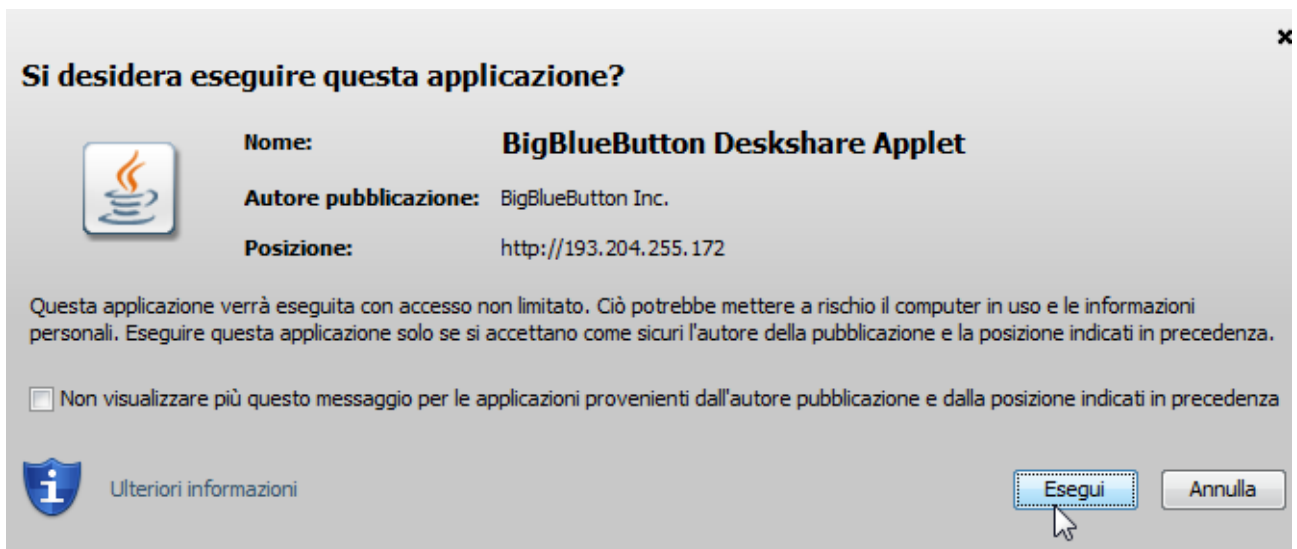 Si desidera eseguire questa applicazione?
Nome: BigBlueButton Deskshare Applet
Autore pubblicazione: BigBlueButton Inc.
Posizione: http://193.204.255.172
Questa applicazione verrà eseguita con accesso non limitato. Ciò potrebbe mettere a rischio il computer in uso e le informazioni
personali. Eseguire questa applicazione solo se si accettano come sicuri l'autore della pubblicazione e la posizione indicati in precedenza.
Non visualizzare più questo messaggio per le applicazioni provenienti dall'autore pubblicazione e dalla posizione indicati in precedenza
Ulteriori informazioni
Esegui Annulla